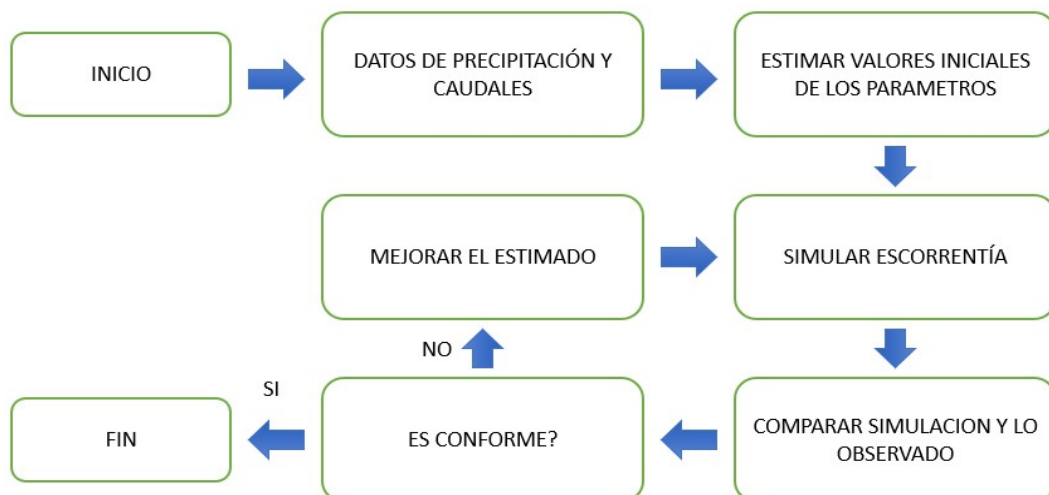 INICIO
DATOS DE PRECIPITACIÓN Y
CAUDALES
ESTIMAR VALORES INICIALES
DE LOS PARAMETROS
MEJORAR EL ESTIMADO
SIMULAR ESCORRENTÍA
NO
SI
FIN
ES CONFORME?
COMPARAR SIMULACION Y LO
OBSERVADO